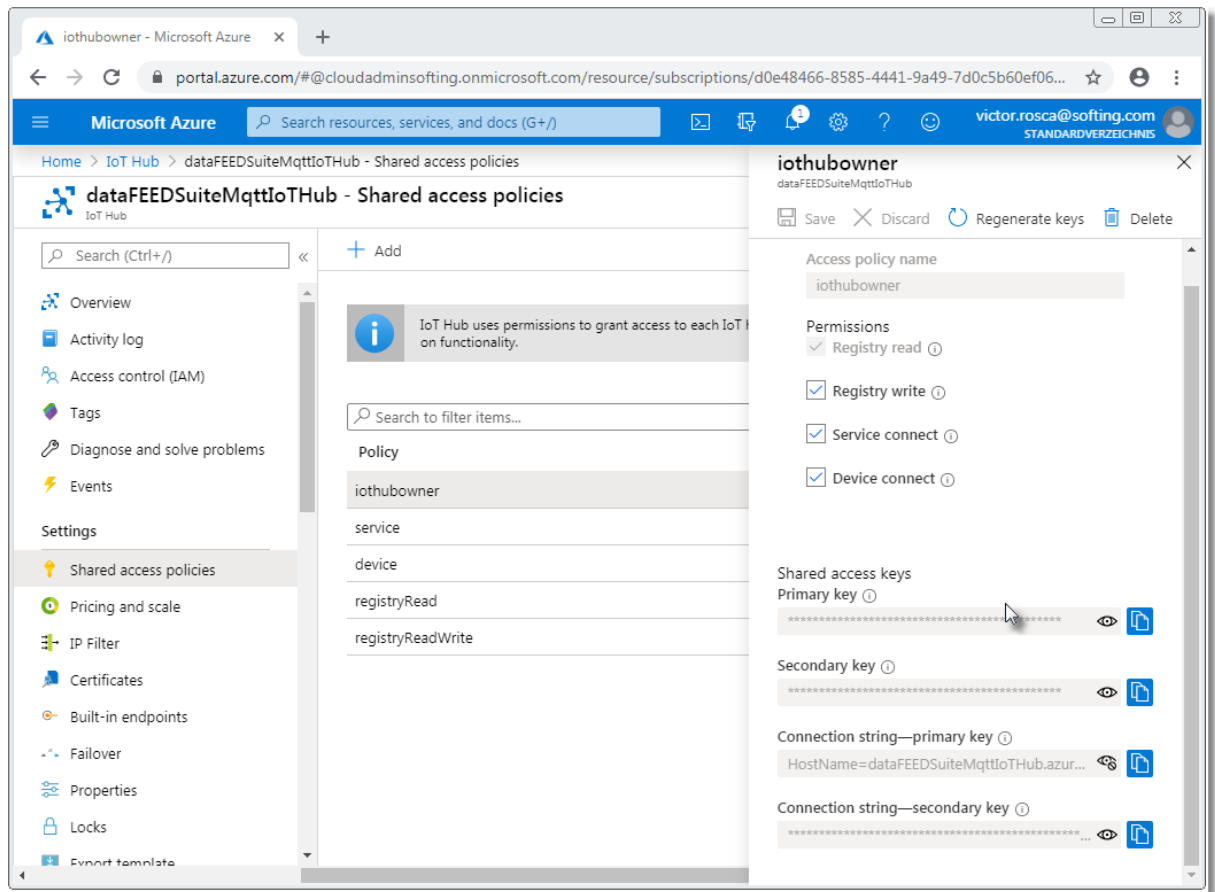 iothubowner - Microsoft Azure
portal.azure.com/#@cloudadminsofting.onmicrosoft.com/resource/subscriptions/d0e48466-8585-4441-9a49-7d0c5b60ef06...
Microsoft Azure
Search resources, services, and docs (G+/)
1
victor.rosca@softing.com
STANDARDVERZEICHNIS
Home > IoT Hub > dataFEEDSuiteMqttIoTHub - Shared access policies
dataFEEDSuiteMqttIoTHub - Shared access policies
IoT Hub
Search (Ctrl+/)
«
Overview
Activity log
Access control (IAM)
Tags
Diagnose and solve problems
Events
Settings
Shared access policies
Pricing and scale
IP Filter
Certificates
Built-in endpoints
Failover
Properties
Locks
Export template
Add
IoT Hub uses permissions to grant access to each IoT H
on functionality.
Search to filter items...
Policy
iothubowner
service
device
registryRead
registryReadWrite
iothubowner
dataFEEDSuiteMqttIoTHub
Save Discard Regenerate keys Delete
Access policy name
iothubowner
Permissions
Registry read
Registry write
Service connect
Device connect
Shared access keys
Primary key
********************************************
Secondary key
********************************************
Connection string—primary key
HostName=dataFEEDSuiteMqttIoTHub.azur...
Connection string—secondary key
***********************************************...